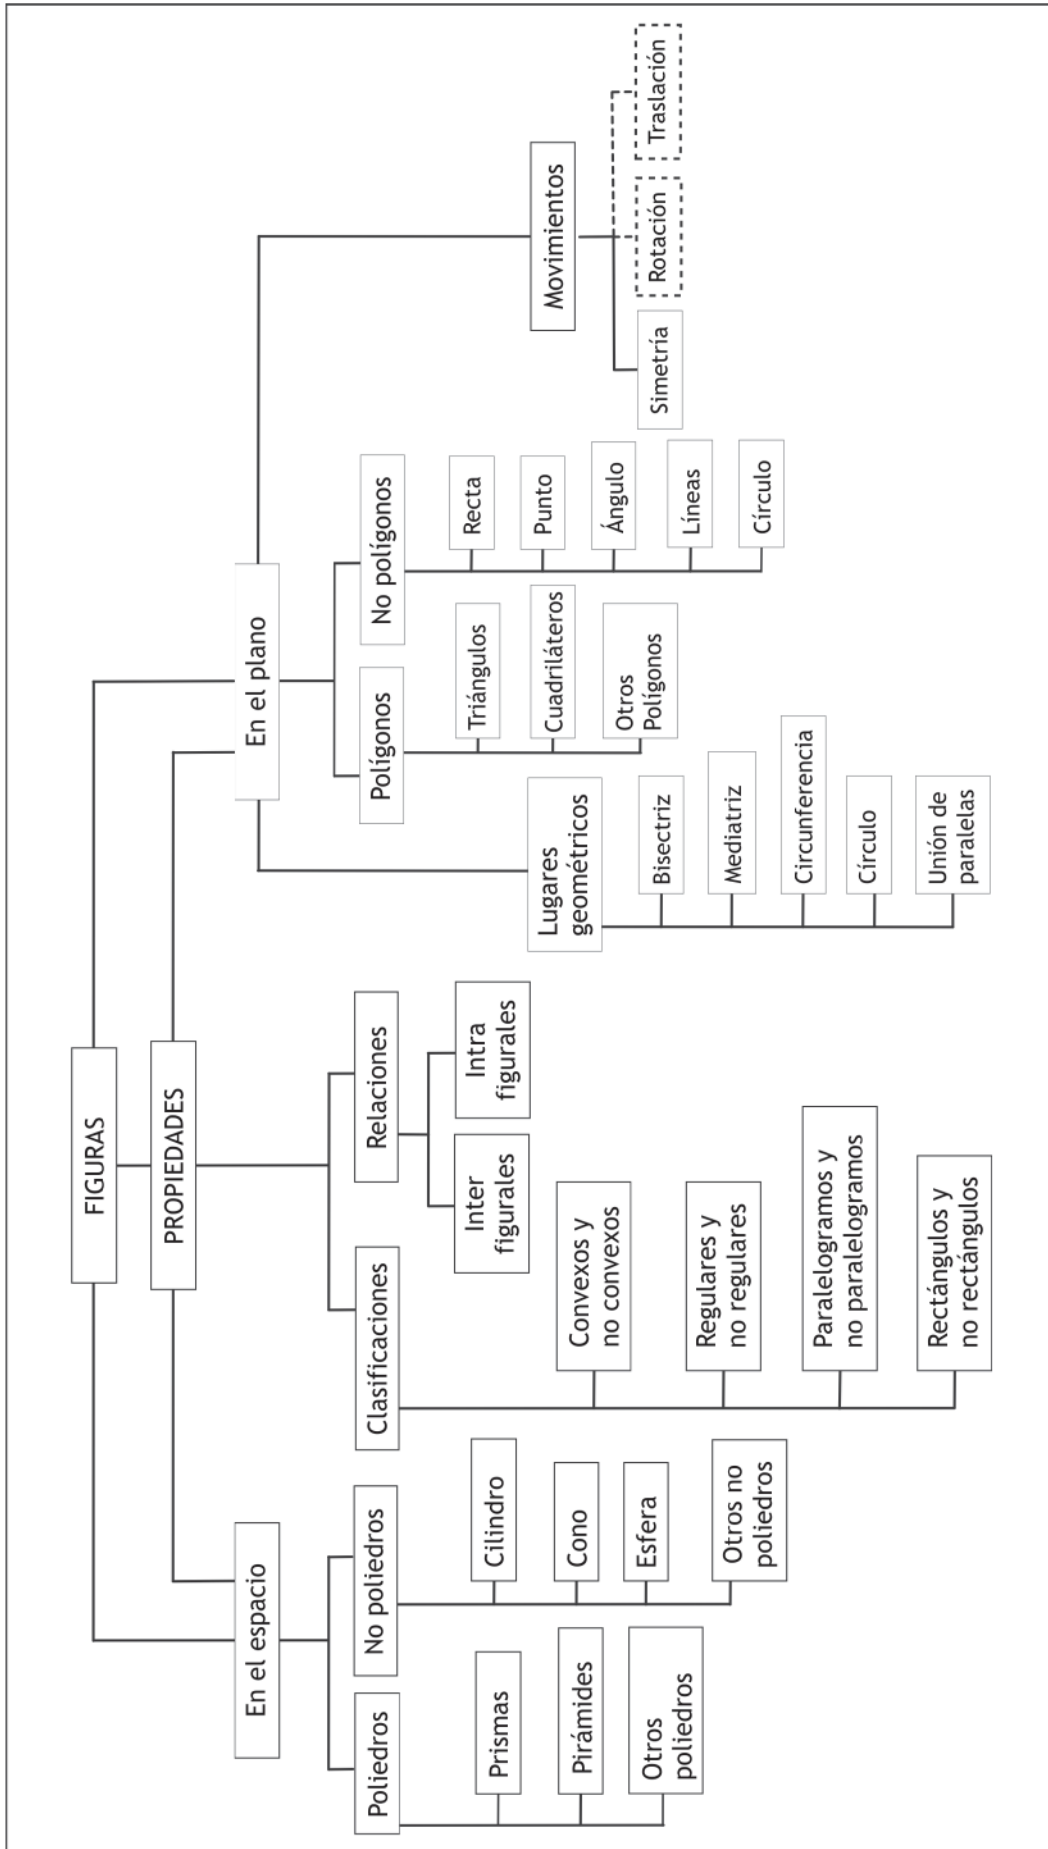 FIGURAS
PROPIEDADES
En el espacio
En el plano
Poliedros
No poliedros
Clasificaciones
Relaciones
Polígonos
No polígonos
Prismas
Pirámides
Otros
poliedros
Cilindro
Cono
Esfera
Otros no
poliedros
Convexos y
no convexos
Regulares y
no regulares
Paralelogramos y
no paralelogramos
Rectángulos y
no rectángulos
Inter
figurales
Intra
figurales
Lugares
geométricos
Bisectriz
Mediatriz
Circunferencia
Círculo
Unión de
paralelas
Triángulos
Cuadriláteros
Otros
Polígonos
Recta
Punto
Ángulo
Líneas
Círculo
Movimientos
Simetría
Rotación
Traslación